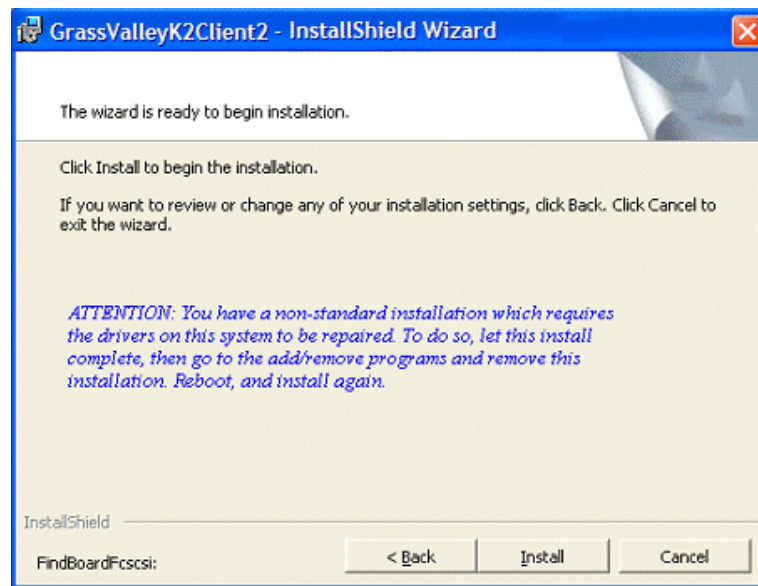 GrassValleyK2Client2 - InstallShield Wizard
The wizard is ready to begin installation.
Click Install to begin the installation.
If you want to review or change any of your installation settings, click Back. Click Cancel to
exit the wizard.
ATTENTION: You have a non-standard installation which requires
the drivers on this system to be repaired. To do so, let this install
complete, then go to the add/remove programs and remove this
installation. Reboot, and install again.
InstallShield
FindBoardFcscsi:
< Back
Install
Cancel